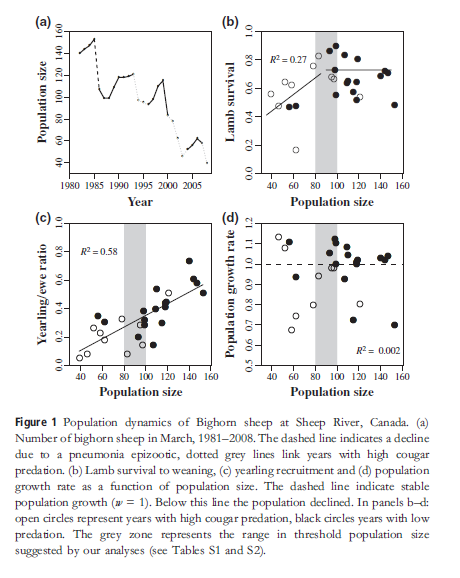 (a)
(b)
Population size
40 60 80 100 120 140 160
1980 1985 1990 1995 2000 2005
Year
Lamb survival
0.0 0.2 0.4 0.6 0.8 1.0
R² = 0.27
40 60 80 100 120 140 160
Population size
(c)
(d)
Yearling/ewe ratio
0.0 0.2 0.4 0.6 0.8 1.0
R² = 0.58
40 60 80 100 120 140 160
Population size
Population growth rate
0.5 0.6 0.7 0.8 0.9 1.0 1.1 1.2
R² = 0.002
40 60 80 100 120 140 160
Population size
Figure 1 Population dynamics of Bighorn sheep at Sheep River, Canada. (a)
Number of bighorn sheep in March, 1981–2008. The dashed line indicates a decline
due to a pneumonia epizootic, dotted grey lines link years with high cougar
predation. (b) Lamb survival to weaning, (c) yearling recruitment and (d) population
growth rate as a function of population size. The dashed line indicates stable
population growth (w = 1). Below this line the population declined. In panels b–d:
open circles represent years with high cougar predation, black circles years with low
predation. The grey zone represents the range in threshold population size
suggested by our analyses (see Tables S1 and S2).